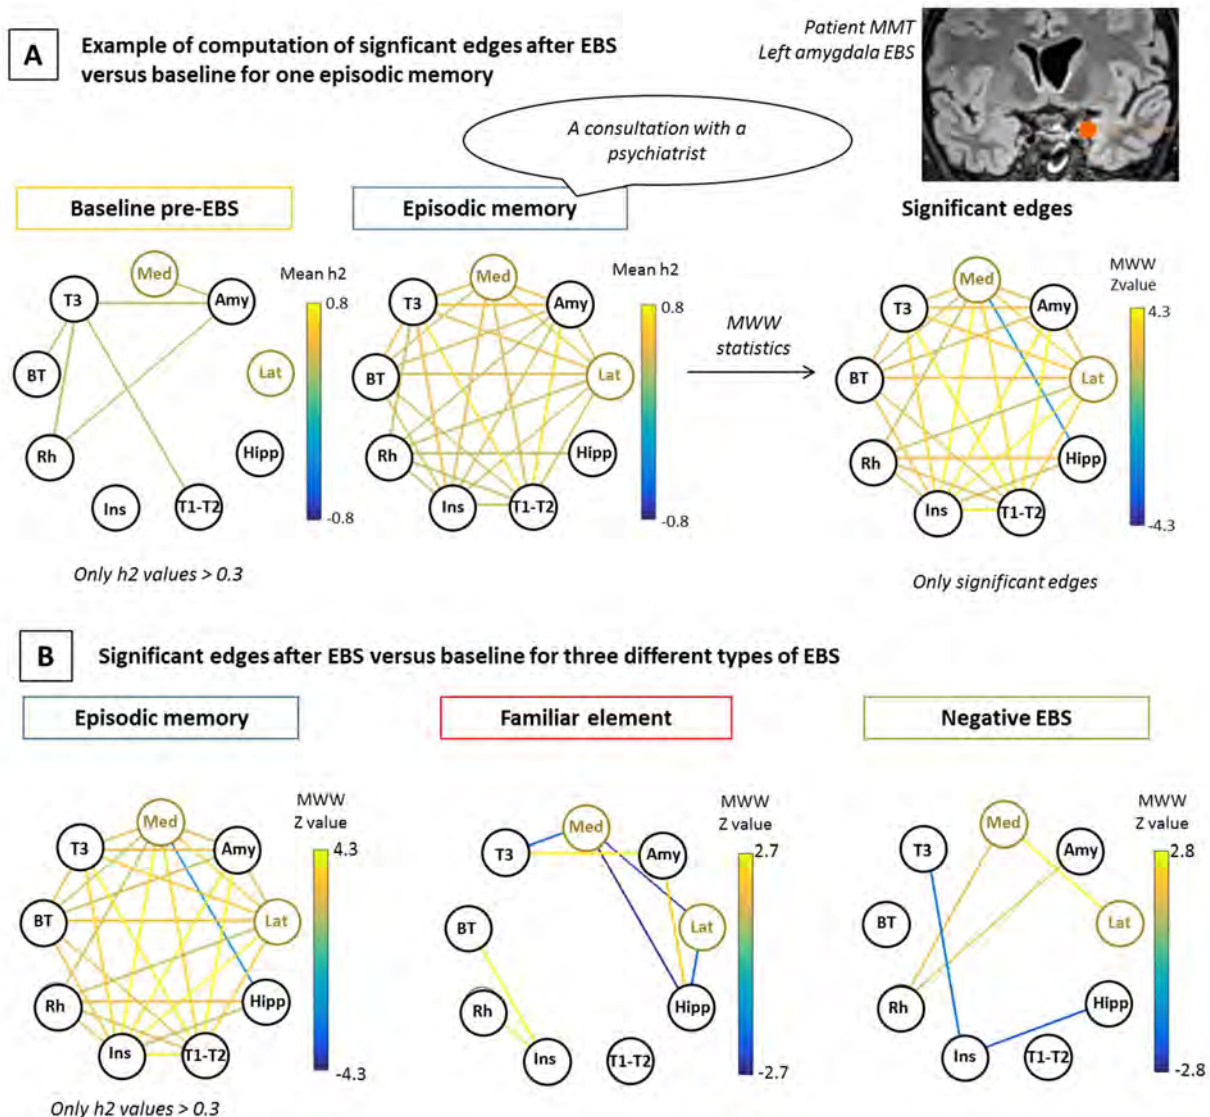 A
Example of computation of signficant edges after EBS
versus baseline for one episodic memory
Patient MMT
Left amygdala EBS
A consultation with a
psychiatrist
Baseline pre-EBS
Episodic memory
Significant edges
Med
T3
Amy
BT
Lat
Rh
Hipp
Ins
T1-T2
Mean h2
0.8
-0.8
Only h2 values > 0.3
Med
T3
Amy
BT
Lat
Rh
Hipp
Ins
T1-T2
Mean h2
0.8
-0.8
MWW
statistics
Med
T3
Amy
BT
Lat
Rh
Hipp
Ins
T1-T2
MWW
Zvalue
4.3
-4.3
Only significant edges
B
Significant edges after EBS versus baseline for three different types of EBS
Episodic memory
Familiar element
Negative EBS
Med
T3
Amy
BT
Lat
Rh
Hipp
Ins
T1-T2
MWW
Z value
4.3
-4.3
Only h2 values > 0.3
Med
T3
Amy
BT
Lat
Rh
Hipp
Ins
T1-T2
MWW
Z value
2.7
-2.7
Med
T3
Amy
BT
Lat
Rh
Hipp
Ins
T1-T2
MWW
Z value
2.8
-2.8